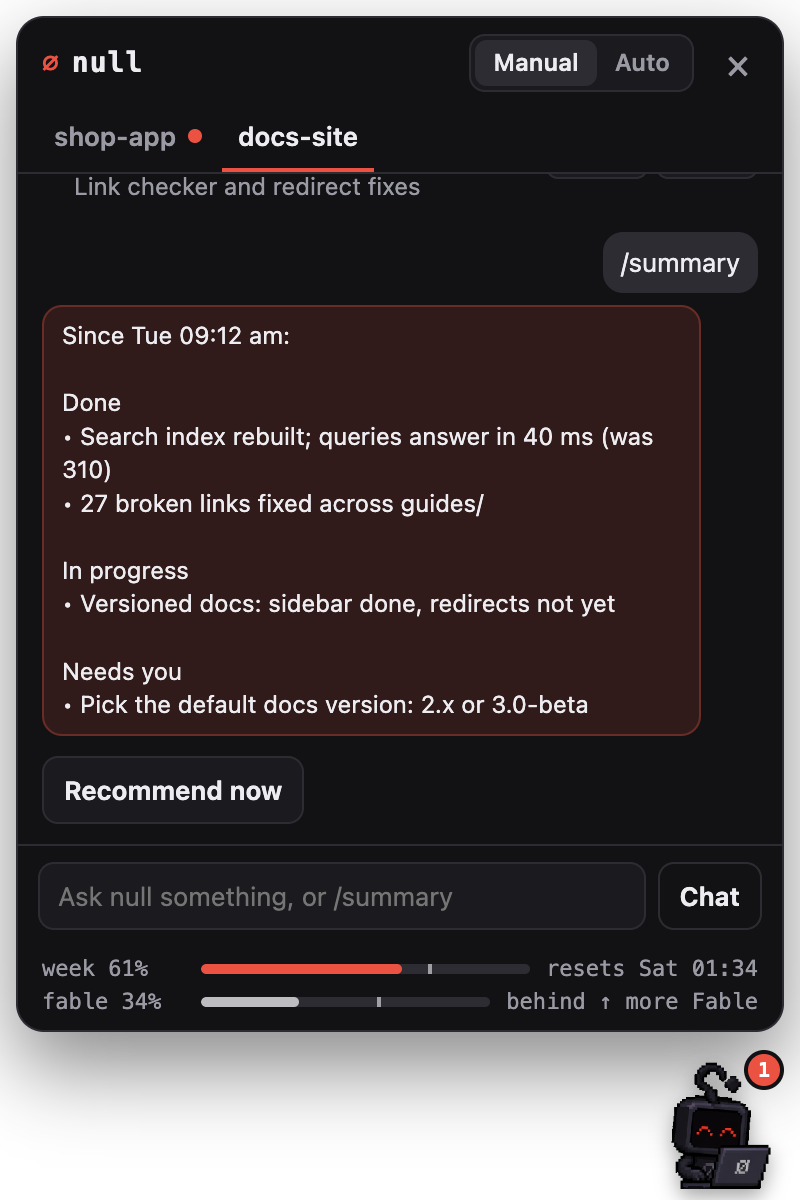 ø null
Manual Auto ×
shop-app docs-site
Link checker and redirect fixes
/summary
Since Tue 09:12 am:
Done
• Search index rebuilt; queries answer in 40 ms (was
310)
• 27 broken links fixed across guides/
In progress
• Versioned docs: sidebar done, redirects not yet
Needs you
• Pick the default docs version: 2.x or 3.0-beta
Recommend now
Ask null something, or /summary
Chat
week 61% resets Sat 01:34
fable 34% behind ↑ more Fable
1
ø